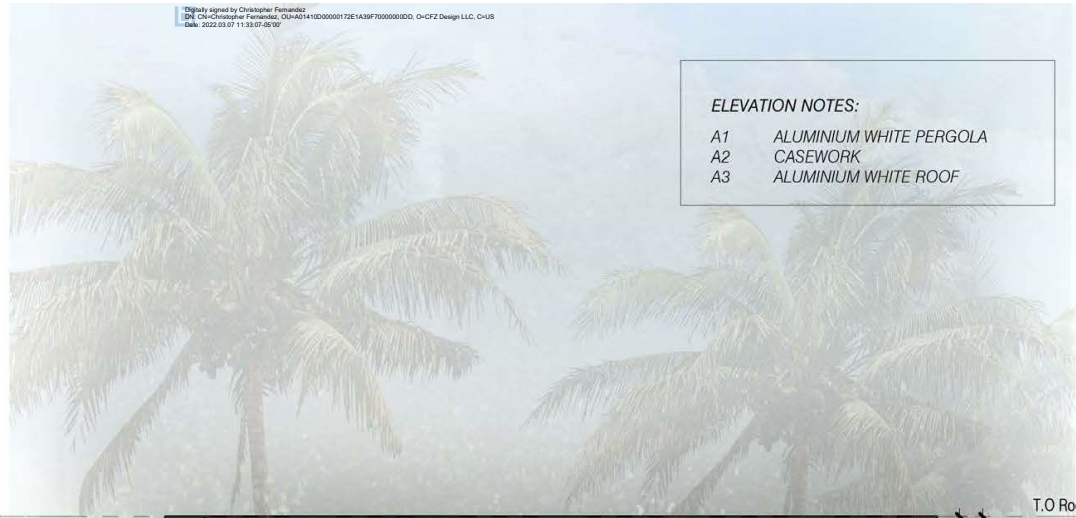 Digitally signed by Christopher Fernandez
DN: CN=Christopher Fernandez, OU=A01410D00000172E1A39F70000000DD, O=CFZ Design LLC, C=US
Date: 2022.03.07 11:33:07-05'00'
ELEVATION NOTES:
A1 ALUMINIUM WHITE PERGOLA
A2 CASEWORK
A3 ALUMINIUM WHITE ROOF
T.O Ro